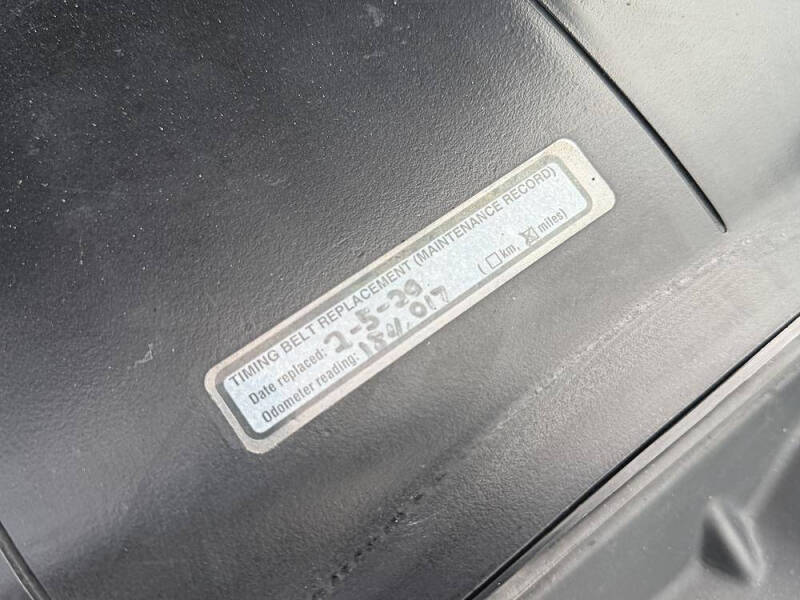 TIMING BELT REPLACEMENT (MAINTENANCE RECORD)
Date replaced: 2-5-20
Odometer reading: 184,017 ( km, miles)